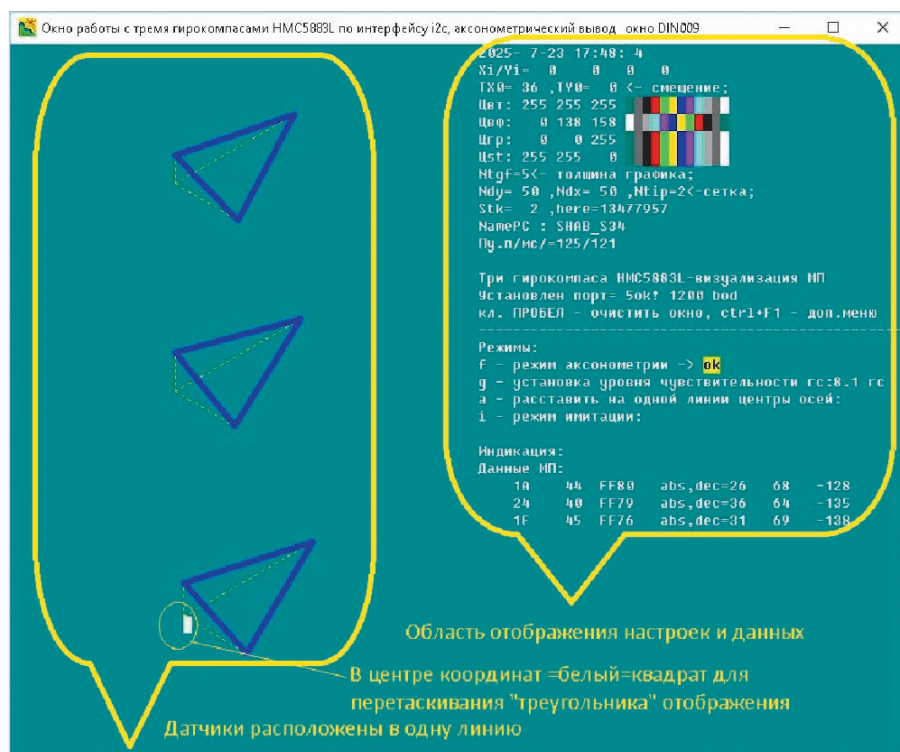 Окно работы с тремя гирокомпасами HMC5883L по интерфейсу i2c, аксонометрический вывод окно DIN009
2025- 7-23 17:48: 4
Xi/Yi= 0 0 0 0
TX0= 36 ,TY0= 0 <- смещение;
Цвт: 255 255 255
Цвф: 0 138 158
Цгр: 0 0 255
Цst: 255 255 0
Ntgf=5<- толщина графика;
Ndy= 50 ,Ndx= 50 ,Ntip=2<-сетка;
Stk= 2 ,here=13477957
NamePC : SHAB_S34
Пу.п/мс/=125/121
Три гирокомпаса HMC5883L-визуализация МП
Установлен порт= 5ok! 1200 bod
кл. ПРОБЕЛ - очистить окно, ctrl+F1 - доп.меню
Режимы:
f - режим аксонометрии -> ok
g - установка уровня чувствительности гс:8.1 гс
a - расставить на одной линии центры осей:
i - режим имитации:
Индикация:
Данные МП:
1A 44 FF80 abs,dec=26 68 -128
24 40 FF79 abs,dec=36 64 -135
1F 45 FF76 abs,dec=31 69 -138
Область отображения настроек и данных
В центре координат =белый=квадрат для
перетаскивания "треугольника" отображения
Датчики расположены в одну линию